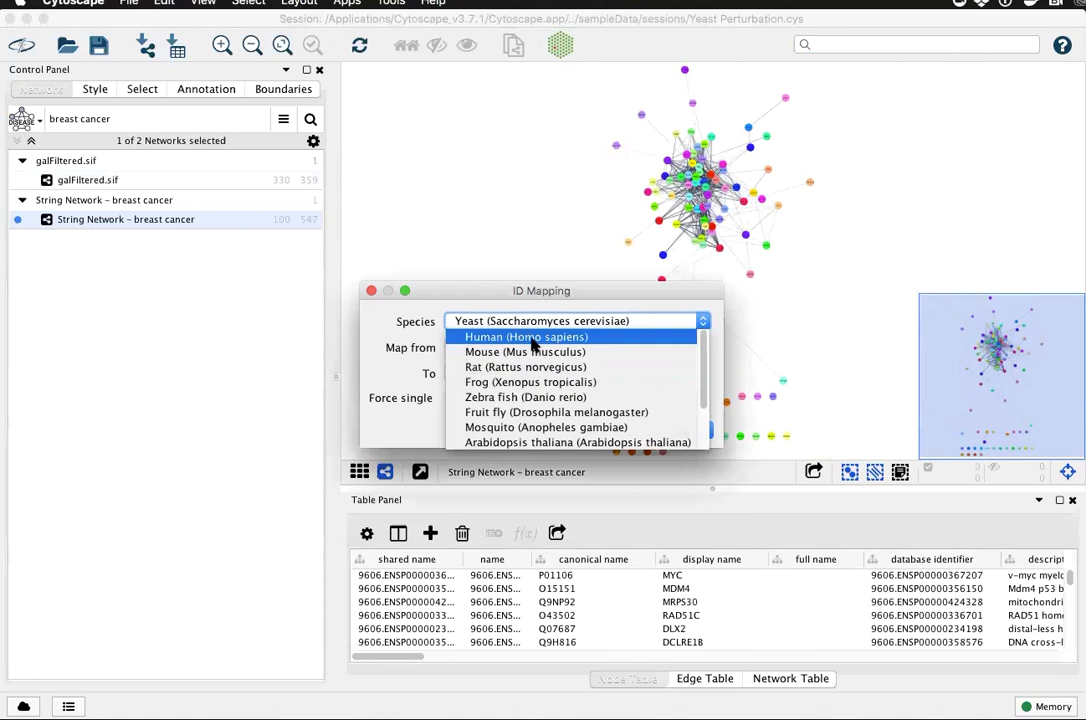 Cytoscape File Edit View Select Layout Apps Tools Help
Session: /Applications/Cytoscape_v3.7.1/Cytoscape.app/../sampleData/sessions/Yeast Perturbation.cys
Control Panel
Network Style Select Annotation Boundaries
DISEASE breast cancer
1 of 2 Networks selected
galFiltered.sif 1
galFiltered.sif 330 359
String Network - breast cancer 1
String Network - breast cancer 100 547
ID Mapping
Species Yeast (Saccharomyces cerevisiae)
Human (Homo sapiens)
Map from
Mouse (Mus musculus)
Rat (Rattus norvegicus)
To
Frog (Xenopus tropicalis)
Force single
Zebra fish (Danio rerio)
Fruit fly (Drosophila melanogaster)
Mosquito (Anopheles gambiae)
Arabidopsis thaliana (Arabidopsis thaliana)
String Network - breast cancer
0 0 0
0 0
Table Panel
f(x)
shared name name canonical name display name full name database identifier descript
9606.ENSP0000036... 9606.ENS... P01106 MYC 9606.ENSP00000367207 v-myc myelo
9606.ENSP0000035... 9606.ENS... O15151 MDM4 9606.ENSP00000356150 Mdm4 p53 b
9606.ENSP0000042... 9606.ENS... Q9NP92 MRPS30 9606.ENSP00000424328 mitochondri
9606.ENSP0000033... 9606.ENS... O43502 RAD51C 9606.ENSP00000336701 RAD51 home
9606.ENSP0000023... 9606.ENS... Q07687 DLX2 9606.ENSP00000234198 distal-less h
9606.ENSP0000035... 9606.ENS... Q9H816 DCLRE1B 9606.ENSP00000358576 DNA cross-l
Node Table Edge Table Network Table
Memory